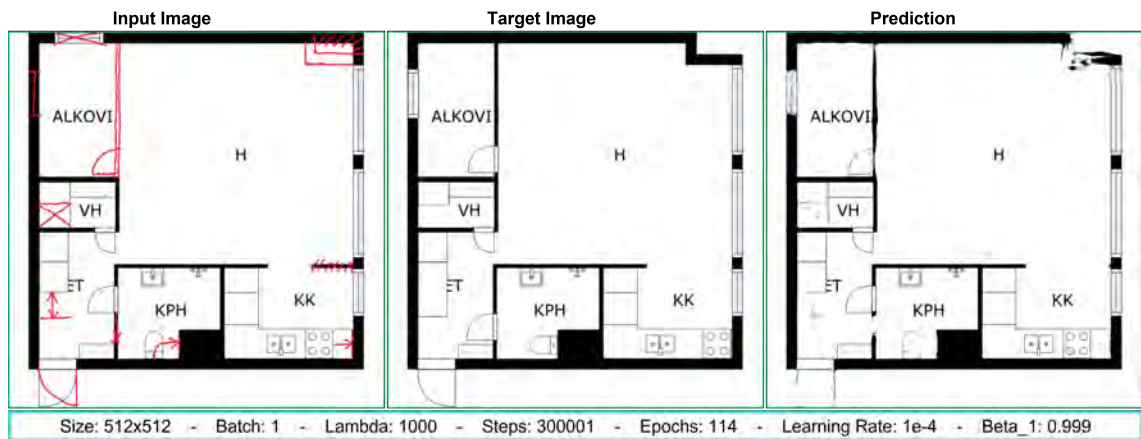 Input Image Target Image Prediction
ALKOVI ALKOVI ALKOVI
H H H
VH VH VH
ET ET ET
KPH KK KPH KK KPH KK
Size: 512x512 - Batch: 1 - Lambda: 1000 - Steps: 300001 - Epochs: 114 - Learning Rate: 1e-4 - Beta_1: 0.999